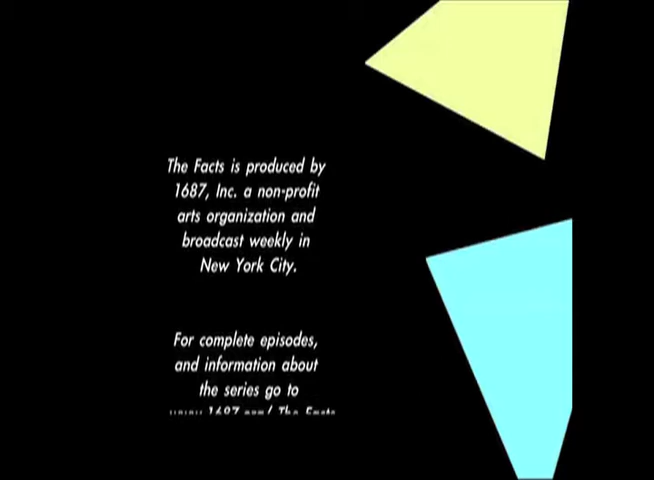 The Facts is produced by
1687, Inc. a non-profit
arts organization and
broadcast weekly in
New York City.
For complete episodes,
and information about
the series go to